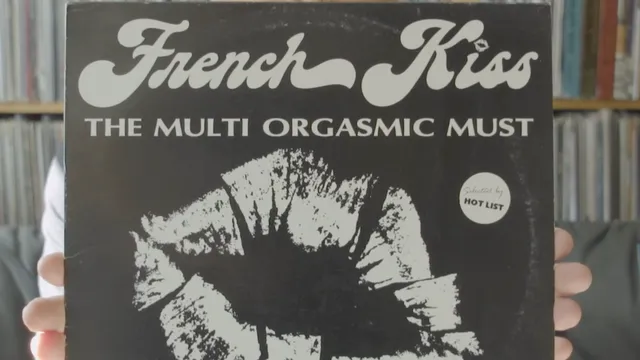 French Kiss
THE MULTI ORGASMIC MUST
Selected by
HOT LIST